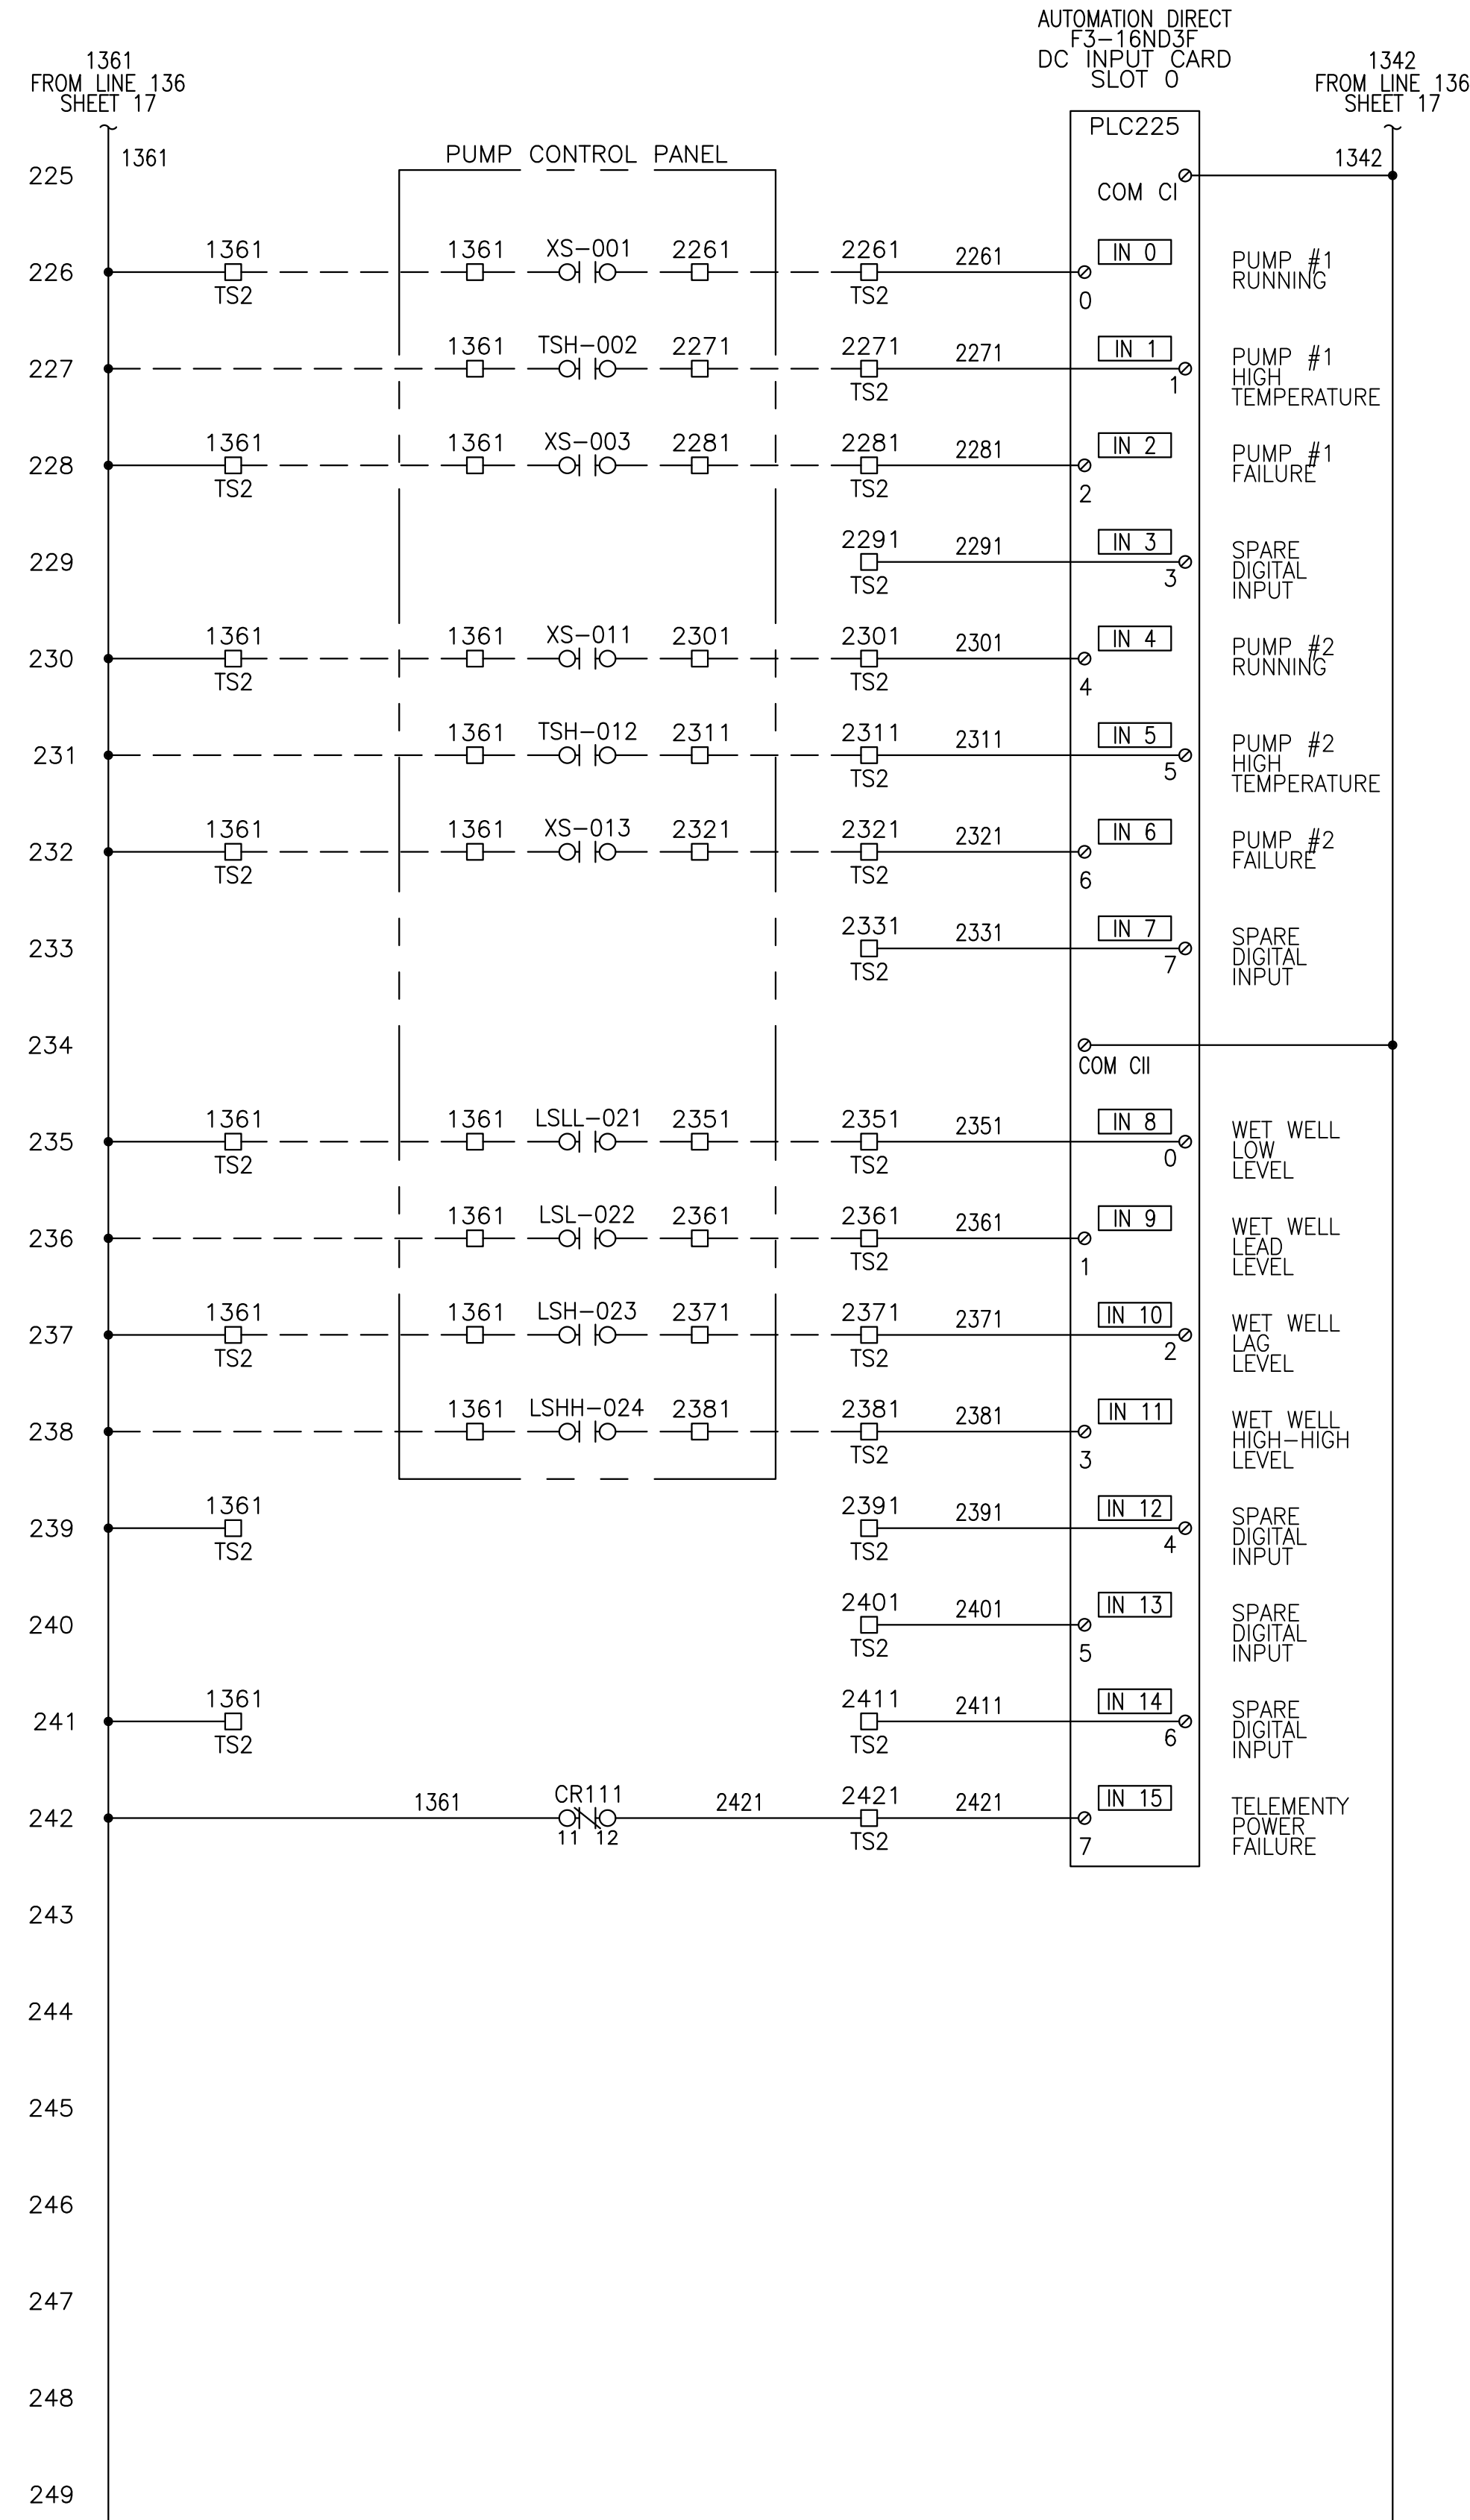 AUTOMATION DIRECT
F3-16ND3F
DC INPUT CARD
SLOT 0
1361
FROM LINE 136
SHEET 17
1342
FROM LINE 136
SHEET 17
PLC225
225
1361
PUMP CONTROL PANEL
COM CI
1342
226
1361
TS2
1361
XS-001
2261
2261
TS2
2261
IN 0
0
PUMP #1
RUNNING
227
1361
TSH-002
2271
2271
TS2
2271
IN 1
1
PUMP #1
HIGH
TEMPERATURE
228
1361
TS2
1361
XS-003
2281
2281
TS2
2281
IN 2
2
PUMP #1
FAILURE
229
2291
TS2
2291
IN 3
3
SPARE
DIGITAL
INPUT
230
1361
TS2
1361
XS-011
2301
2301
TS2
2301
IN 4
4
PUMP #2
RUNNING
231
1361
TSH-012
2311
2311
TS2
2311
IN 5
5
PUMP #2
HIGH
TEMPERATURE
232
1361
TS2
1361
XS-013
2321
2321
TS2
2321
IN 6
6
PUMP #2
FAILURE
233
2331
TS2
2331
IN 7
7
SPARE
DIGITAL
INPUT
234
COM CII
235
1361
TS2
1361
LSLL-021
2351
2351
TS2
2351
IN 8
0
WET WELL
LOW
LEVEL
236
1361
LSL-022
2361
2361
TS2
2361
IN 9
1
WET WELL
LEAD
LEVEL
237
1361
TS2
1361
LSH-023
2371
2371
TS2
2371
IN 10
2
WET WELL
LAG
LEVEL
238
1361
LSHH-024
2381
2381
TS2
2381
IN 11
3
WET WELL
HIGH-HIGH
LEVEL
239
1361
TS2
2391
TS2
2391
IN 12
4
SPARE
DIGITAL
INPUT
240
2401
TS2
2401
IN 13
5
SPARE
DIGITAL
INPUT
241
1361
TS2
2411
TS2
2411
IN 14
6
SPARE
DIGITAL
INPUT
242
1361
CR111
11 12
2421
2421
TS2
2421
IN 15
7
TELEMENTY
POWER
FAILURE
243
244
245
246
247
248
249